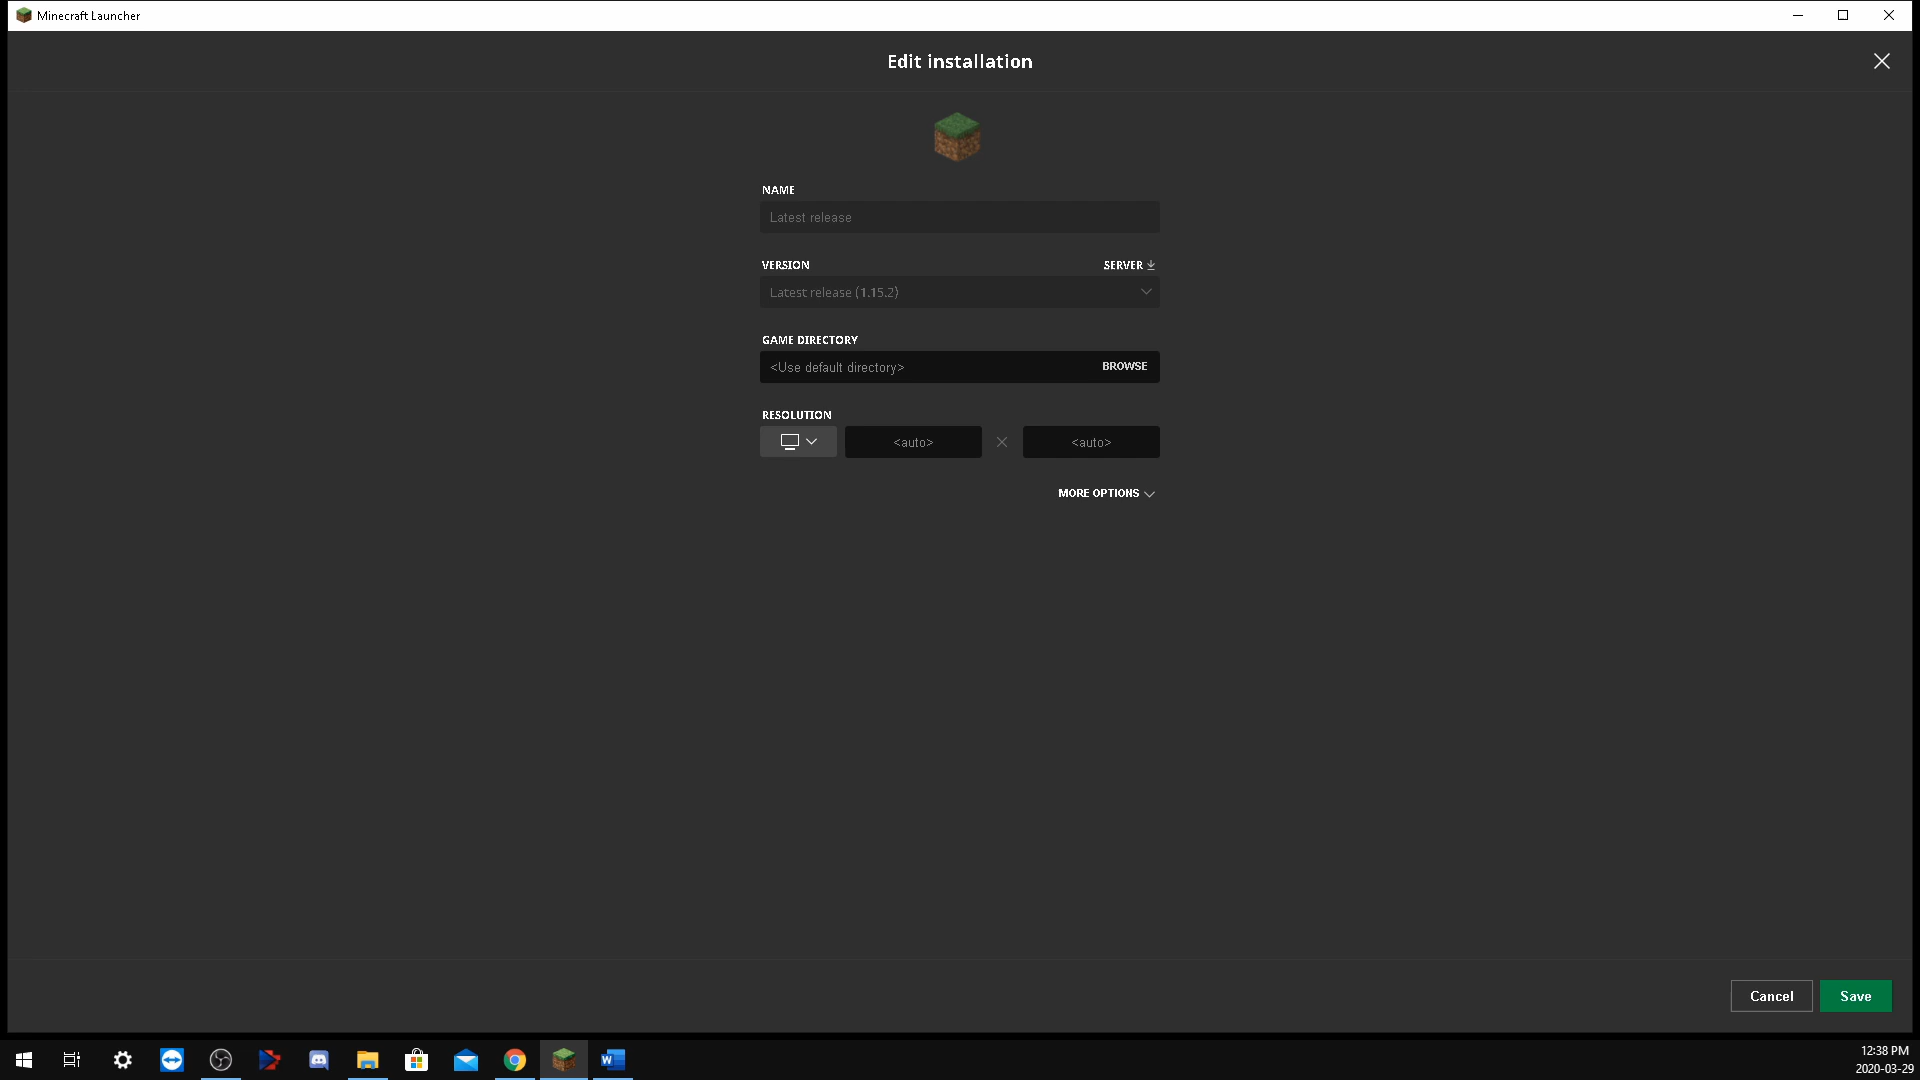 Minecraft Launcher
Edit installation
NAME
Latest release
VERSION
SERVER
Latest release (1.15.2)
GAME DIRECTORY
<Use default directory>
BROWSE
RESOLUTION
<auto>
<auto>
MORE OPTIONS
Cancel
Save
W
12:38 PM
2020-03-29